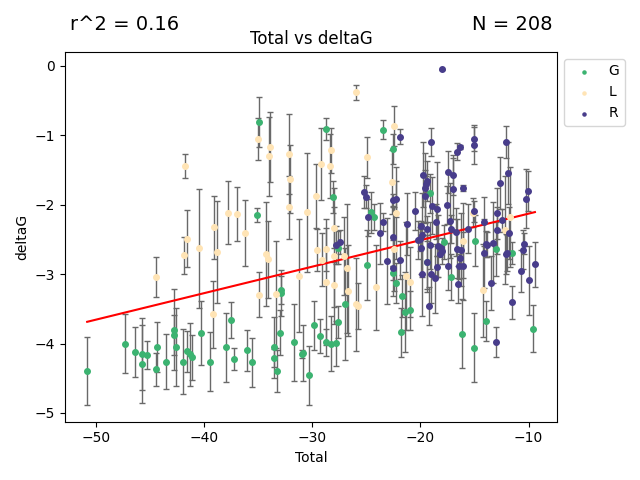 r^2 = 0.16 N = 208
Total vs deltaG
G
L
R
0
−1
−2
−3
−4
−5
deltaG
−50 −40 −30 −20 −10
Total